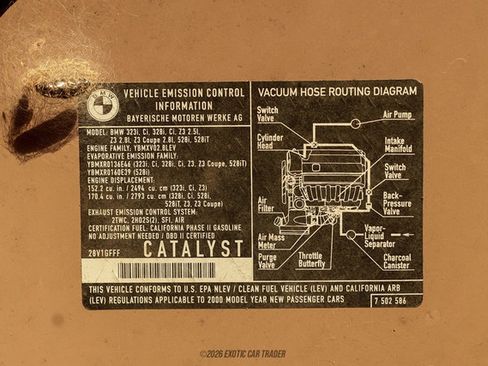 BMW
VEHICLE EMISSION CONTROL
INFORMATION
BAYERISCHE MOTOREN WERKE AG
MODEL: BMW 323i, Ci, 328i, Ci, Z3 2.5l,
Z3 2.8l, Z3 Coupe 2.8l, 528i, 528iT
ENGINE FAMILY: YBMXV02.8LEV
EVAPORATIVE EMISSION FAMILY:
YBMXR0136E46 (323i, Ci, 328i, Ci, Z3, Z3 Coupe, 528iT)
YBMXR0160E39 (528i)
ENGINE DISPLACEMENT:
152.2 cu. in / 2494 cu. cm (323i, Ci, Z3)
170.4 cu. in / 2793 cu. cm (328i, Ci, 528i,
528iT, Z3, Z3 Coupe)
EXHAUST EMISSION CONTROL SYSTEM:
2TWC, 2HO2S(2), SFI, AIR
CERTIFICATION FUEL: CALIFORNIA PHASE II GASOLINE
NO ADJUSTMENT NEEDED / OBD II CERTIFIED
28V1GFFF
CATALYST
VACUUM HOSE ROUTING DIAGRAM
Switch
Valve
Air Pump
Cylinder
Head
Intake
Manifold
Switch
Valve
Back-
Pressure
Valve
Air
Filter
Air Mass
Meter
Vapor-
Liquid
Separator
Purge
Valve
Throttle
Butterfly
Charcoal
Canister
THIS VEHICLE CONFORMS TO U.S. EPA NLEV / CLEAN FUEL VEHICLE (LEV) AND CALIFORNIA ARB
(LEV) REGULATIONS APPLICABLE TO 2000 MODEL YEAR NEW PASSENGER CARS
7 502 586
©2026 EXOTIC CAR TRADER